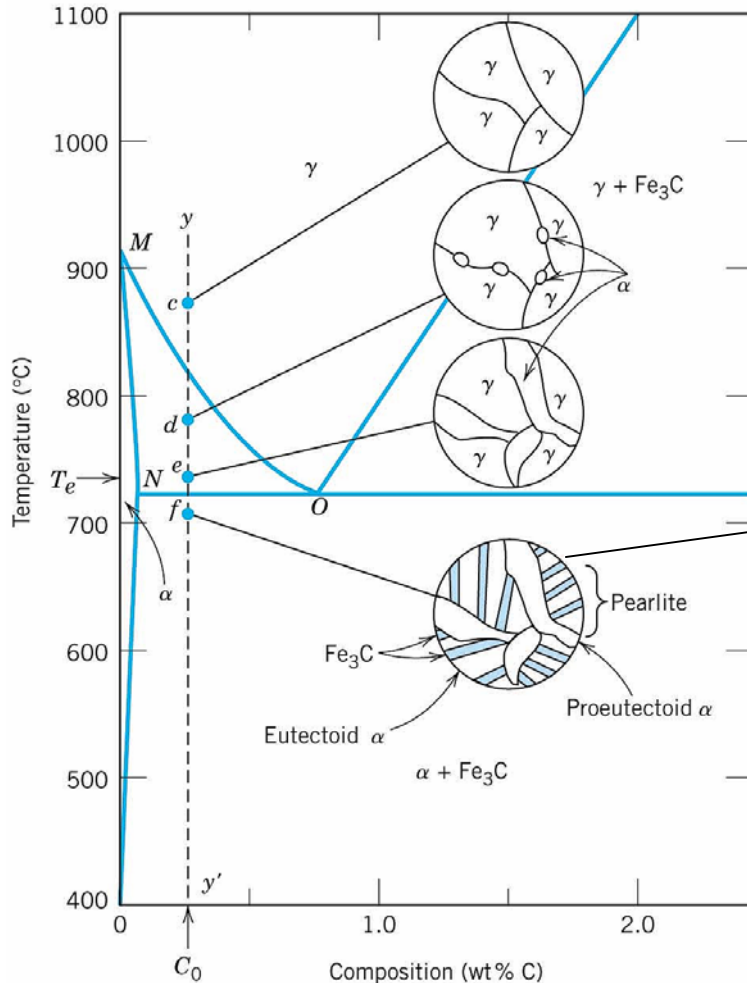 1100
γ
γ
γ
γ
1000
γ
γ + Fe₃C
y
γ
γ
M
900
c
γ
γ
α
Temperature (°C)
800
γ
γ
d
e
γ
γ
Tₑ
N
O
700
f
α
Pearlite
600
Fe₃C
Proeutectoid α
Eutectoid α
500
α + Fe₃C
y′
400
0
1.0
2.0
C₀
Composition (wt% C)